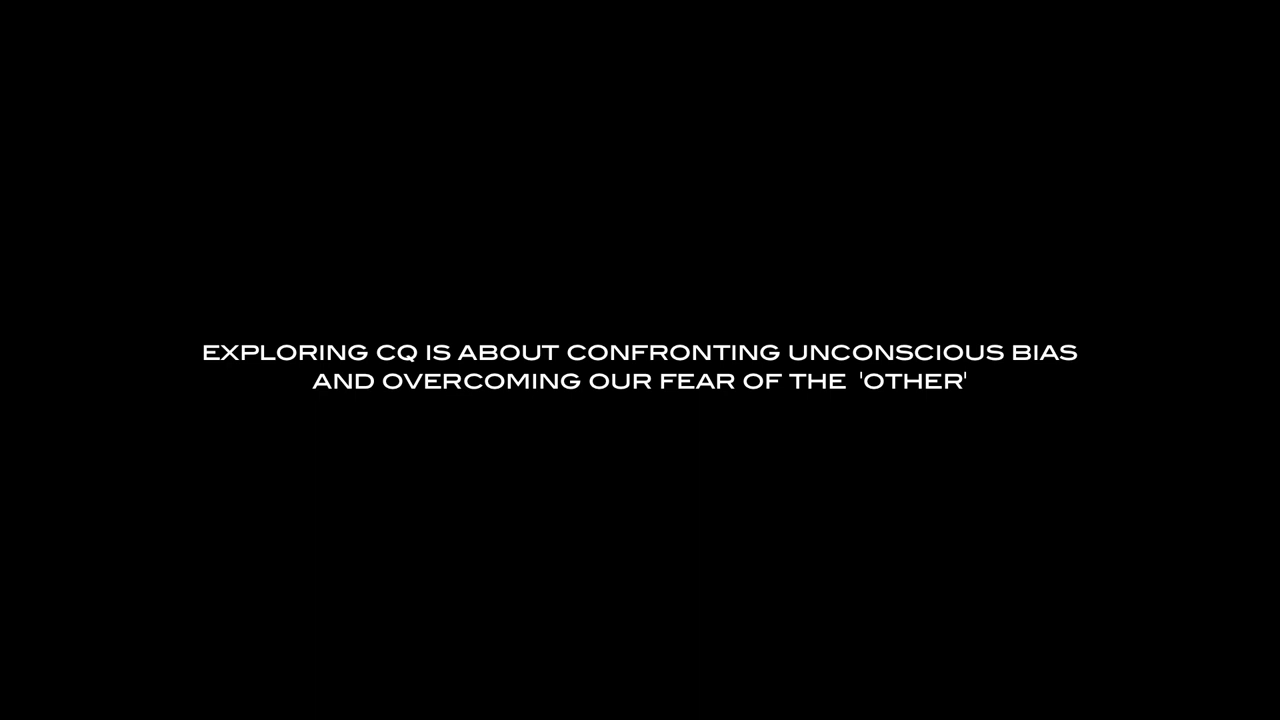 EXPLORING CQ IS ABOUT CONFRONTING UNCONSCIOUS BIAS
AND OVERCOMING OUR FEAR OF THE 'OTHER'